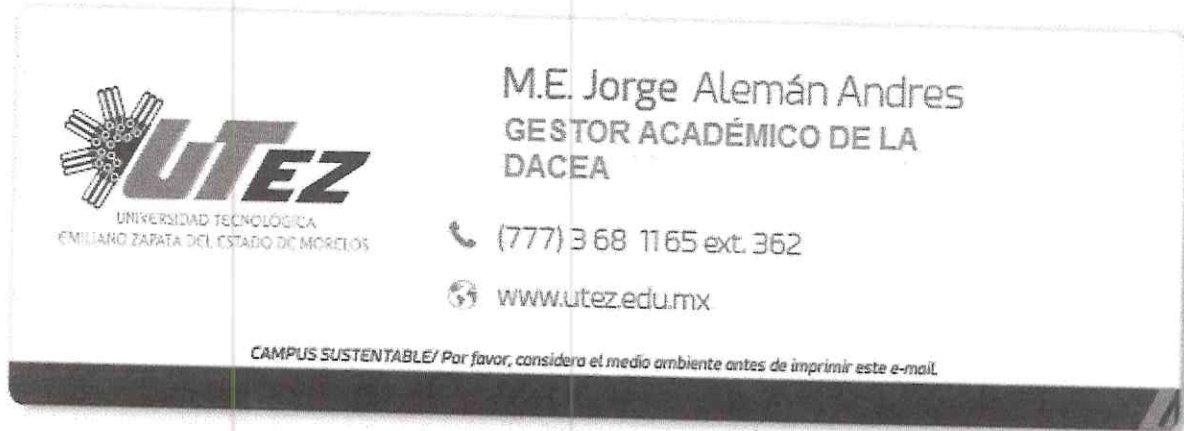 UTEZ
UNIVERSIDAD TECNOLÓGICA
EMILIANO ZAPATA DEL ESTADO DE MORELOS
M.E. Jorge Alemán Andres
GESTOR ACADÉMICO DE LA
DACEA
(777) 3 68 11 65 ext. 362
www.utez.edu.mx
CAMPUS SUSTENTABLE/ Por favor, considera el medio ambiente antes de imprimir este e-mail.